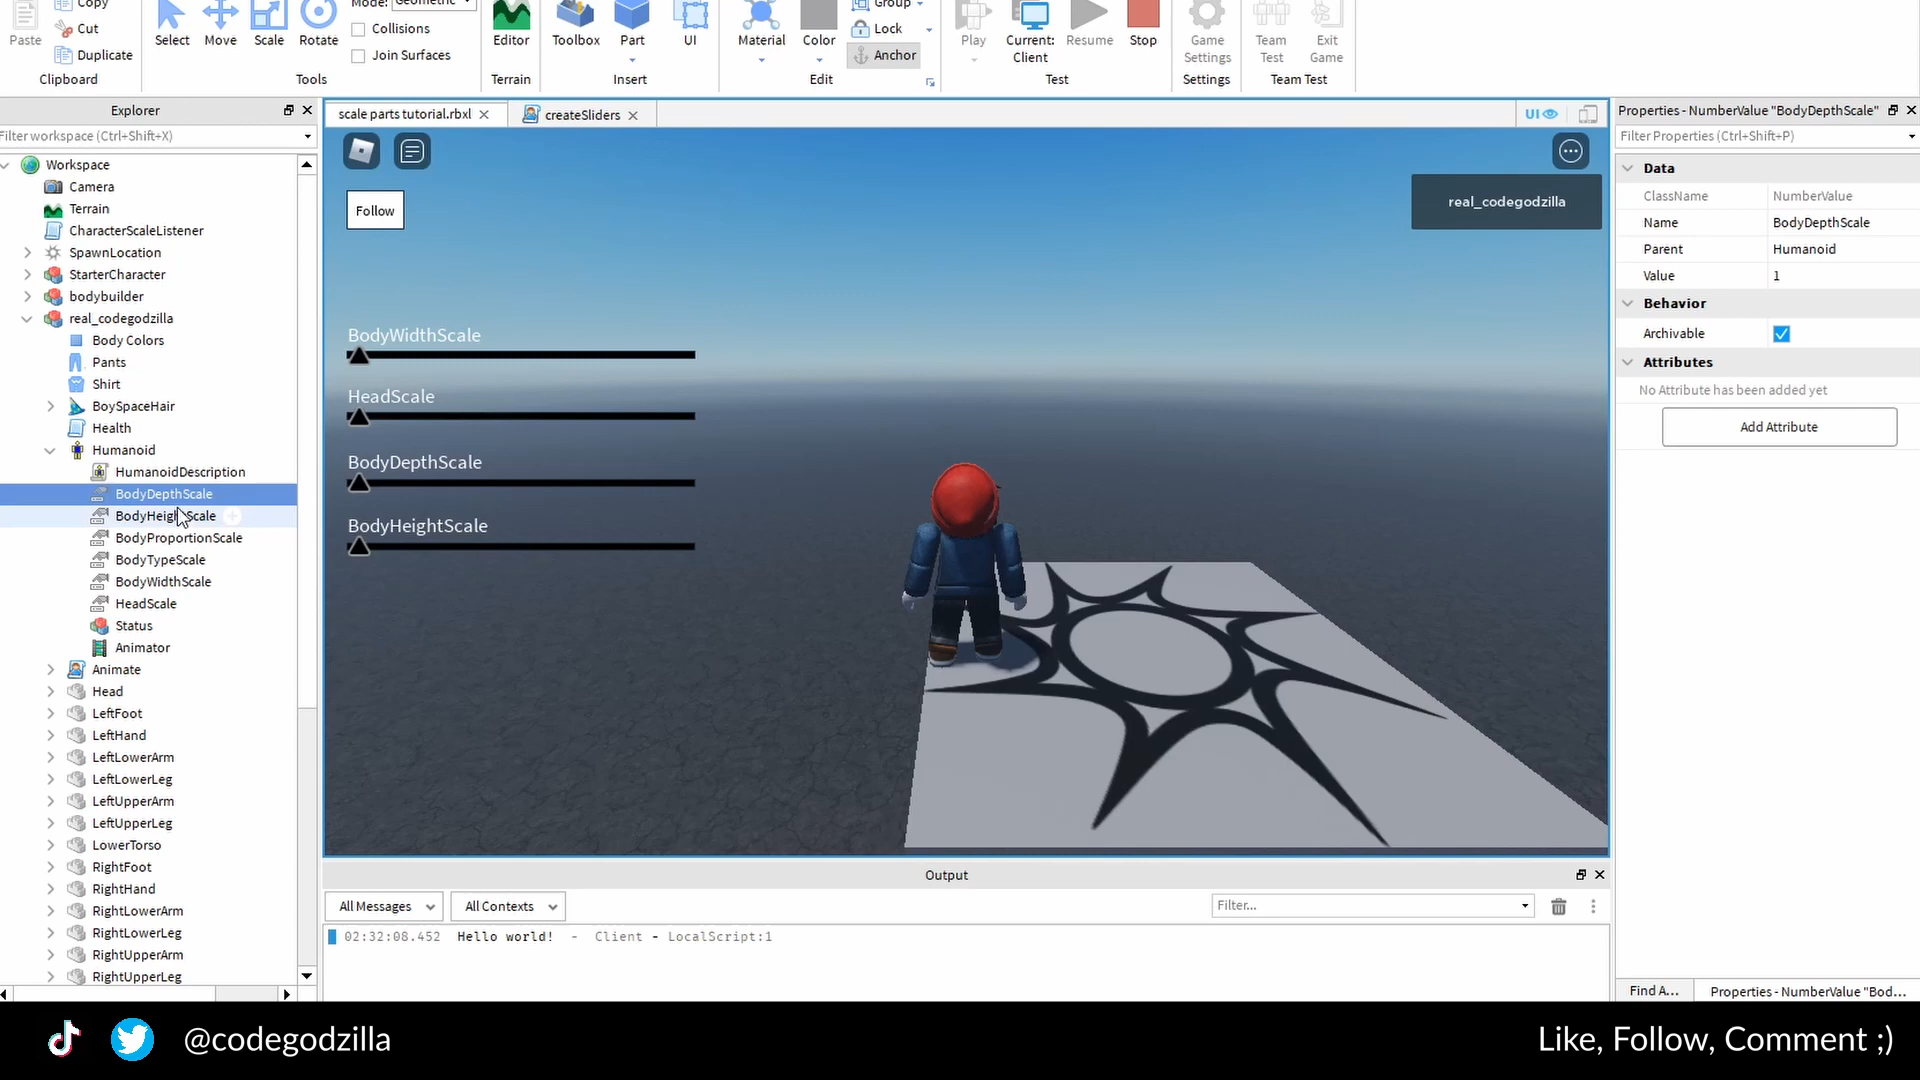 Copy
Cut
Duplicate
Paste
Clipboard
Select
Move
Scale
Rotate
Mode:
Geometric
Collisions
Join Surfaces
Tools
Editor
Terrain
Toolbox
Part
UI
Insert
Material
Color
Group
Lock
Anchor
Edit
Play
Current:
Client
Resume
Stop
Test
Game
Settings
Settings
Team
Test
Exit
Game
Team Test
Explorer
Filter workspace (Ctrl+Shift+X)
Workspace
Camera
Terrain
CharacterScaleListener
SpawnLocation
StarterCharacter
bodybuilder
real_codegodzilla
Body Colors
Pants
Shirt
BoySpaceHair
Health
Humanoid
HumanoidDescription
BodyDepthScale
BodyHeightScale
BodyProportionScale
BodyTypeScale
BodyWidthScale
HeadScale
Status
Animator
Animate
Head
LeftFoot
LeftHand
LeftLowerArm
LeftLowerLeg
LeftUpperArm
LeftUpperLeg
LowerTorso
RightFoot
RightHand
RightLowerArm
RightLowerLeg
RightUpperArm
RightUpperLeg
scale parts tutorial.rbxl
createSliders
UI
Follow
real_codegodzilla
BodyWidthScale
HeadScale
BodyDepthScale
BodyHeightScale
Output
All Messages
All Contexts
Filter...
02:32:08.452 Hello world! - Client - LocalScript:1
Properties - NumberValue "BodyDepthScale"
Filter Properties (Ctrl+Shift+P)
Data
ClassName NumberValue
Name BodyDepthScale
Parent Humanoid
Value 1
Behavior
Archivable
Attributes
No Attribute has been added yet
Add Attribute
Find A...
Properties - NumberValue "Bod...
@codegodzilla
Like, Follow, Comment ;)